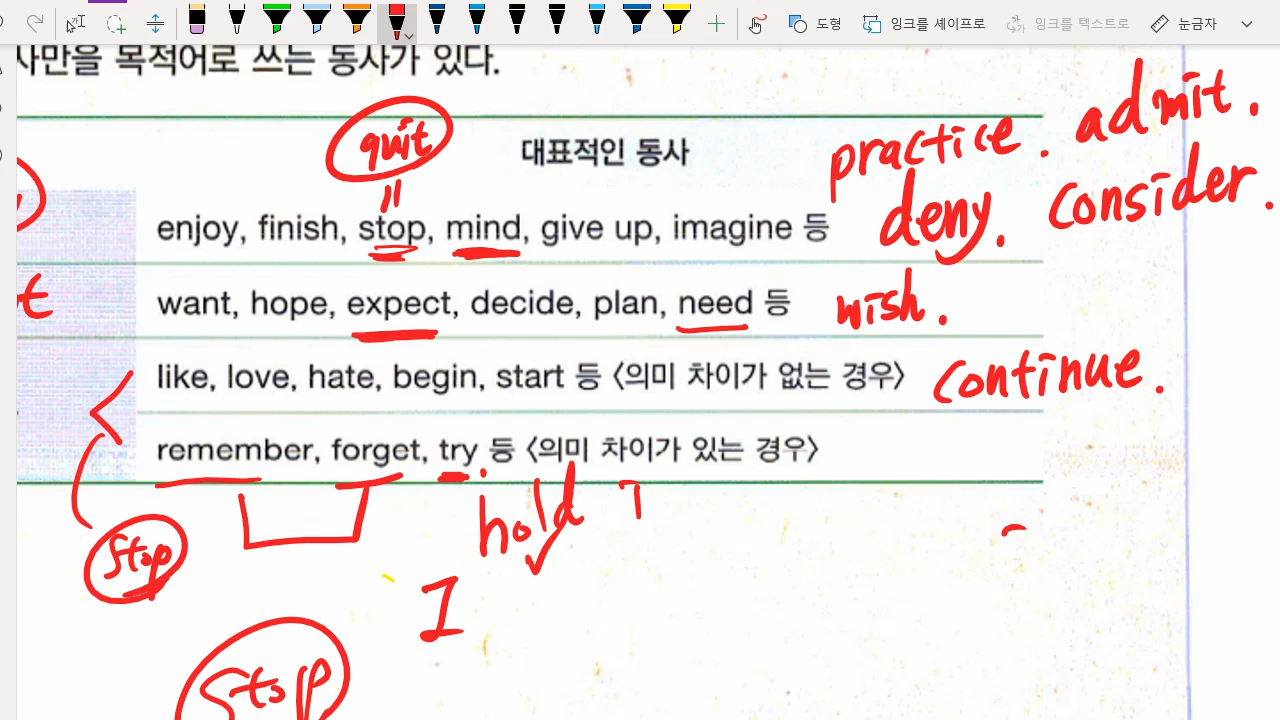 도형 잉크를 셰이프로 잉크를 텍스트로 눈금자
사만을 목적어로 쓰는 동사가 있다.
quit 대표적인 동사 practice. admit.
enjoy, finish, stop, mind, give up, imagine 등 deny. consider.
want, hope, expect, decide, plan, need 등 wish.
like, love, hate, begin, start 등 〈의미 차이가 없는 경우〉 continue.
remember, forget, try 등 〈의미 차이가 있는 경우〉
stop hold ㄱ
I
stop